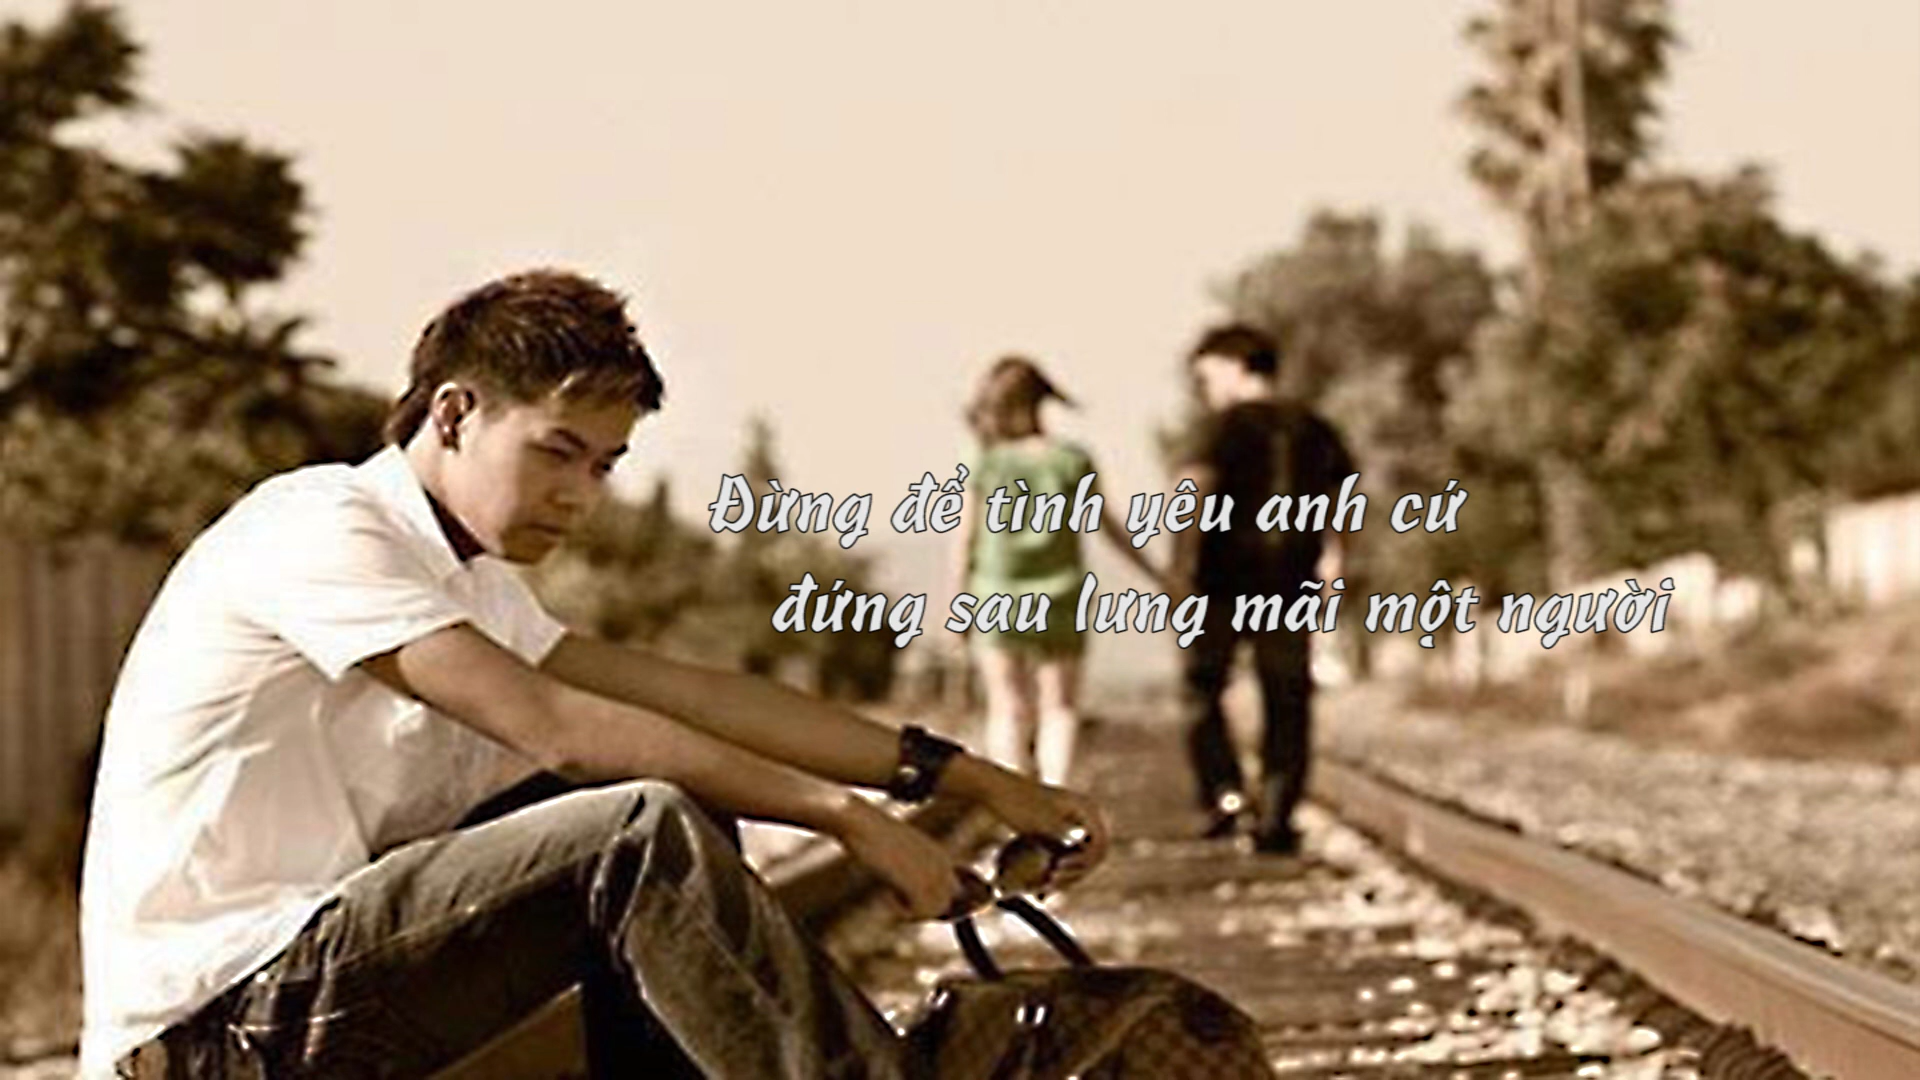 Đừng để tình yêu anh cứ
đứng sau lưng mãi một người